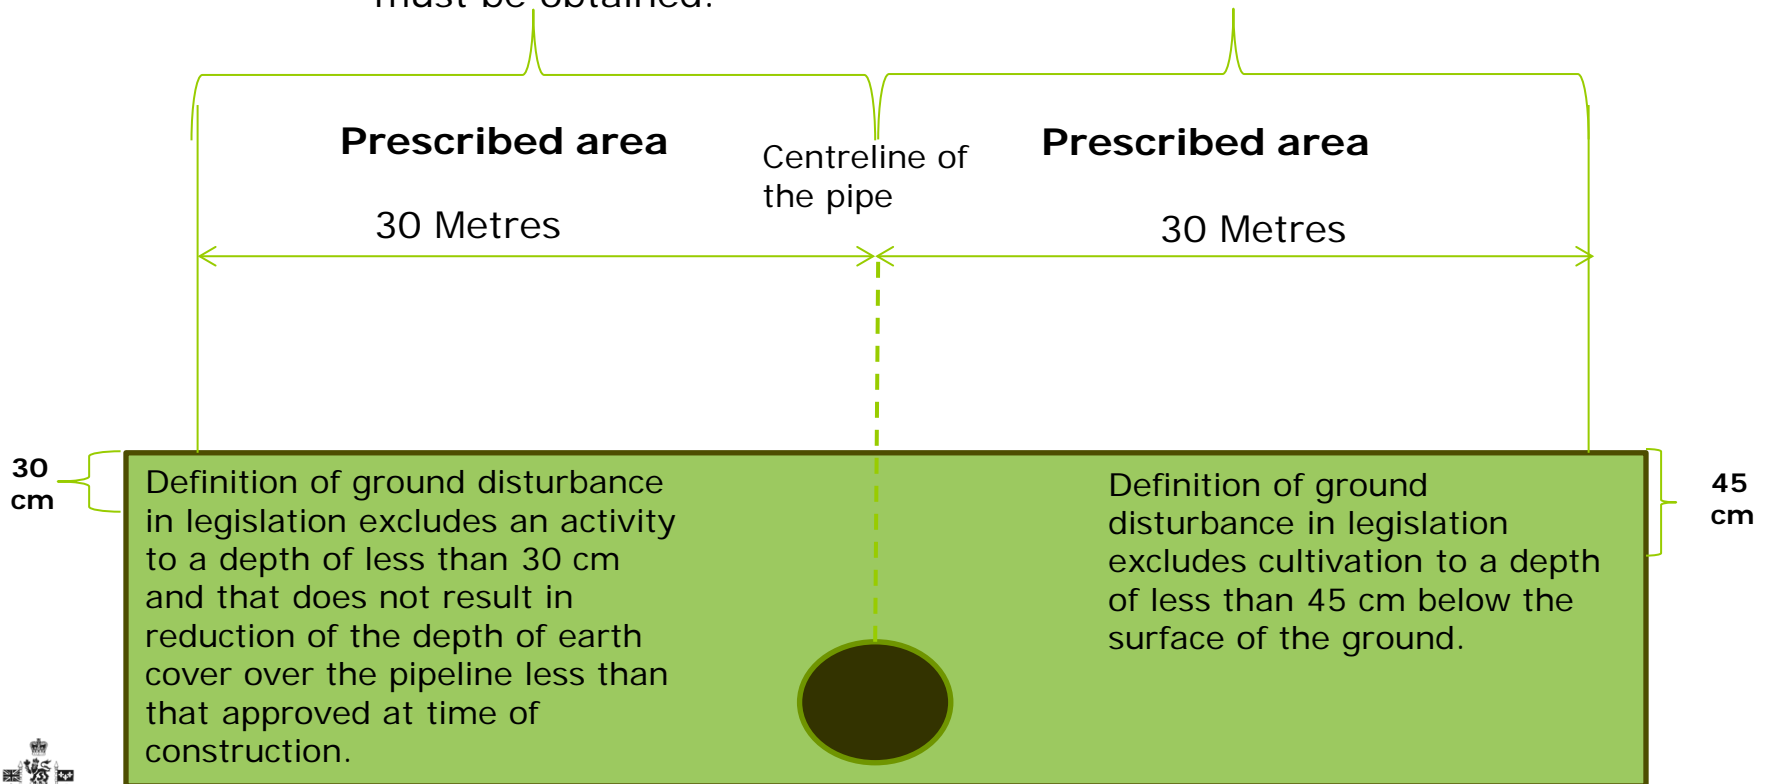 must be obtained.
Prescribed area
Centreline of
the pipe
Prescribed area
30 Metres
30 Metres
30
cm
Definition of ground disturbance
in legislation excludes an activity
to a depth of less than 30 cm
and that does not result in
reduction of the depth of earth
cover over the pipeline less than
that approved at time of
construction.
Definition of ground
disturbance in legislation
excludes cultivation to a depth
of less than 45 cm below the
surface of the ground.
45
cm